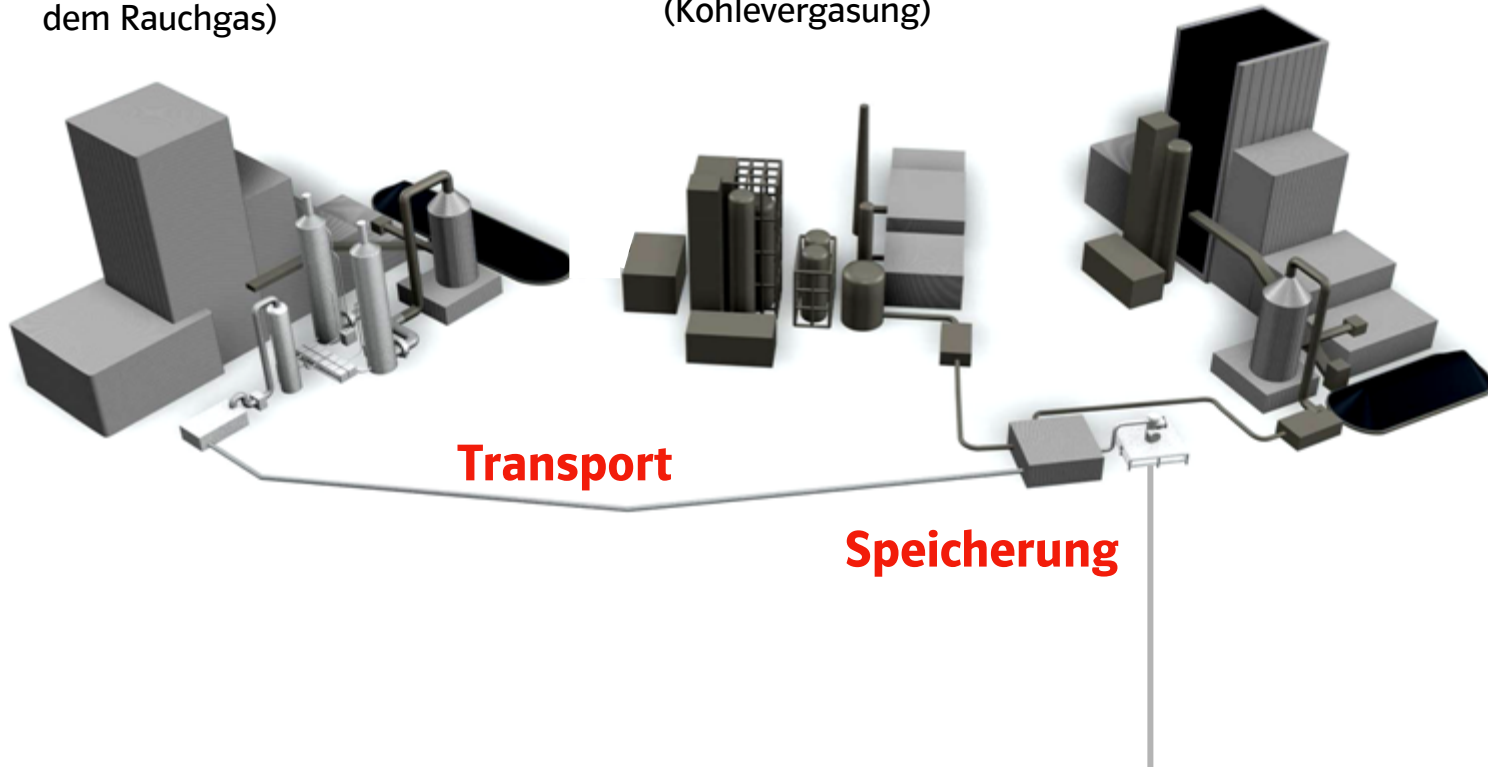 dem Rauchgas)
(Kohlevergasung)
Transport
Speicherung